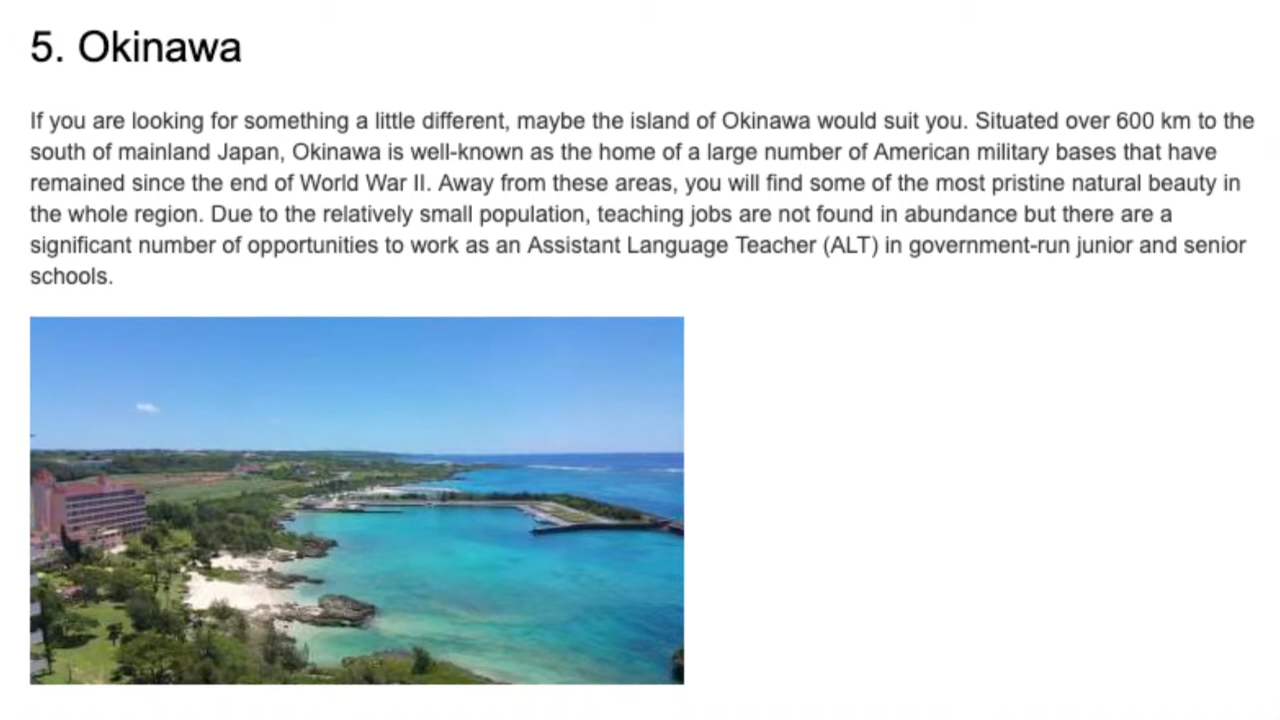 5. Okinawa
If you are looking for something a little different, maybe the island of Okinawa would suit you. Situated over 600 km to the
south of mainland Japan, Okinawa is well-known as the home of a large number of American military bases that have
remained since the end of World War II. Away from these areas, you will find some of the most pristine natural beauty in
the whole region. Due to the relatively small population, teaching jobs are not found in abundance but there are a
significant number of opportunities to work as an Assistant Language Teacher (ALT) in government-run junior and senior
schools.